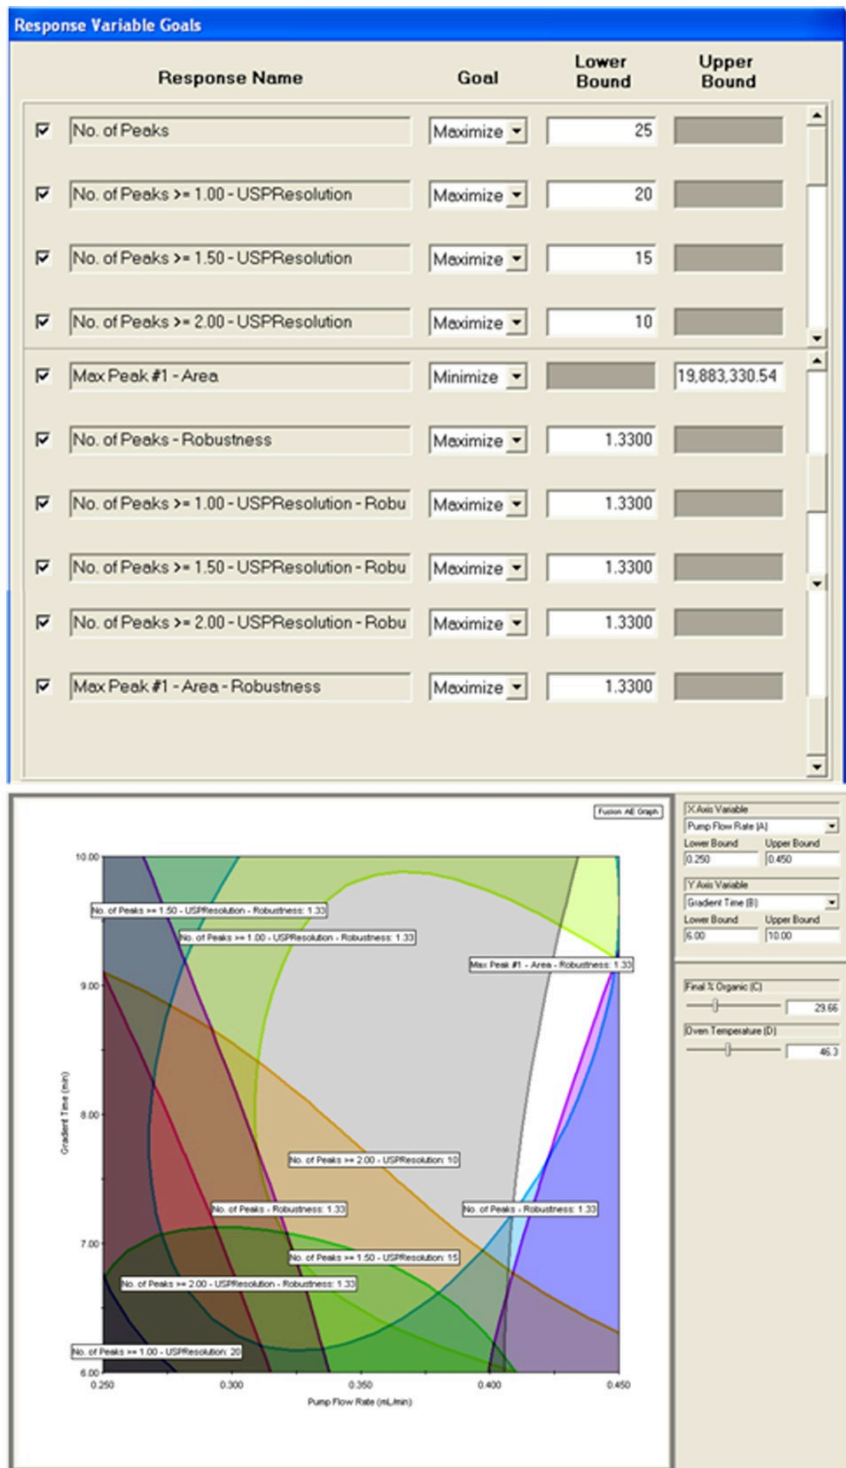 Response Variable Goals
Response Name Goal Lower Bound Upper Bound
No. of Peaks Maximize 25
No. of Peaks >= 1.00 - USPResolution Maximize 20
No. of Peaks >= 1.50 - USPResolution Maximize 15
No. of Peaks >= 2.00 - USPResolution Maximize 10
Max Peak #1 - Area Minimize 19,883,330.54
No. of Peaks - Robustness Maximize 1.3300
No. of Peaks >= 1.00 - USPResolution - Robu Maximize 1.3300
No. of Peaks >= 1.50 - USPResolution - Robu Maximize 1.3300
No. of Peaks >= 2.00 - USPResolution - Robu Maximize 1.3300
Max Peak #1 - Area - Robustness Maximize 1.3300
Fusion AE Graph
10.00
No. of Peaks >= 1.50 - USPResolution - Robustness: 1.33
No. of Peaks >= 1.00 - USPResolution - Robustness: 1.33
Max Peak #1 - Area - Robustness: 1.33
9.00
8.00
Gradient Time (min)
No. of Peaks >= 2.00 - USPResolution: 10
No. of Peaks - Robustness: 1.33
No. of Peaks - Robustness: 1.33
7.00
No. of Peaks >= 1.50 - USPResolution: 15
No. of Peaks >= 2.00 - USPResolution - Robustness: 1.33
No. of Peaks >= 1.00 - USPResolution: 20
6.00
0.250 0.300 0.350 0.400 0.450
Pump Flow Rate (mL/min)
X Axis Variable
Pump Flow Rate (A)
Lower Bound Upper Bound
0.250 0.450
Y Axis Variable
Gradient Time (B)
Lower Bound Upper Bound
6.00 10.00
Final % Organic (C)
29.66
Oven Temperature (D)
46.3